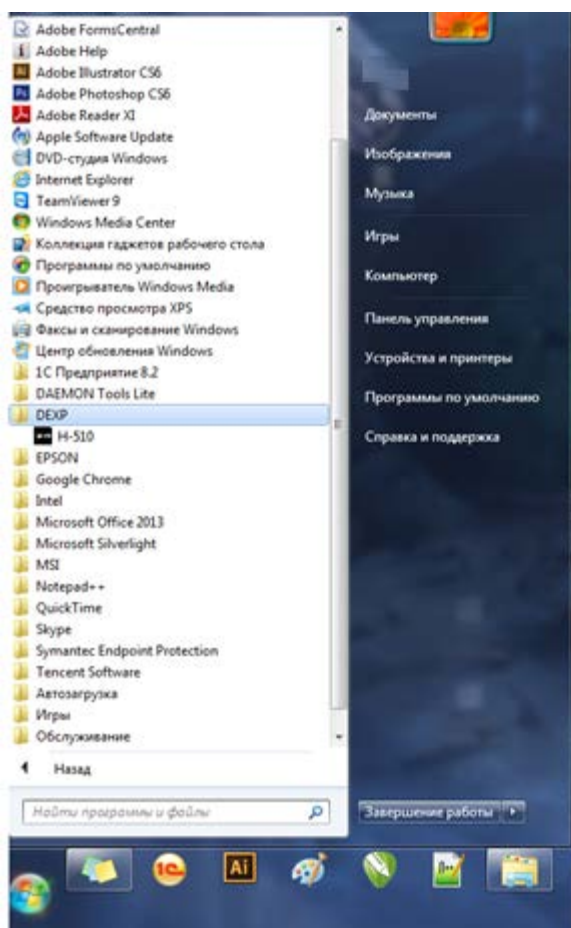 Adobe FormsCentral
Adobe Help
Adobe Illustrator CS6
Adobe Photoshop CS6
Adobe Reader XI
Apple Software Update
DVD-студия Windows
Internet Explorer
TeamViewer 9
Windows Media Center
Коллекция гаджетов рабочего стола
Программы по умолчанию
Проигрыватель Windows Media
Средство просмотра XPS
Факсы и сканирование Windows
Центр обновления Windows
1С Предприятие 8.2
DAEMON Tools Lite
DEXP
H-510
EPSON
Google Chrome
Intel
Microsoft Office 2013
Microsoft Silverlight
MSI
Notepad++
QuickTime
Skype
Symantec Endpoint Protection
Tencent Software
Автозагрузка
Игры
Обслуживание
Назад
Найти программы и файлы
Документы
Изображения
Музыка
Игры
Компьютер
Панель управления
Устройства и принтеры
Программы по умолчанию
Справка и поддержка
Завершение работы
1С
Ai